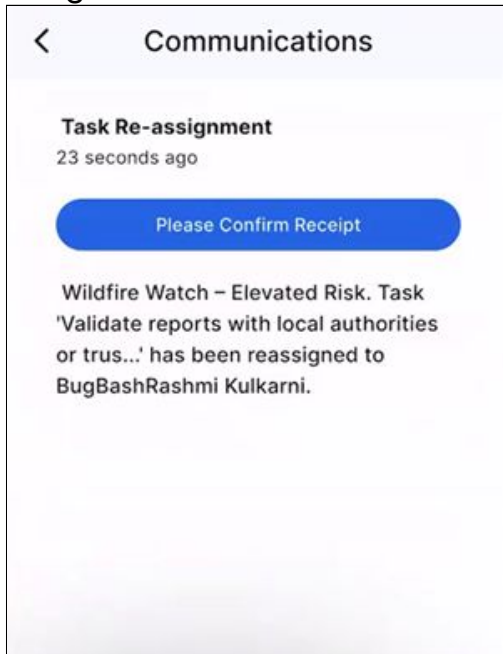 Communications
Task Re-assignment
23 seconds ago
Please Confirm Receipt
Wildfire Watch – Elevated Risk. Task
'Validate reports with local authorities
or trus...' has been reassigned to
BugBashRashmi Kulkarni.